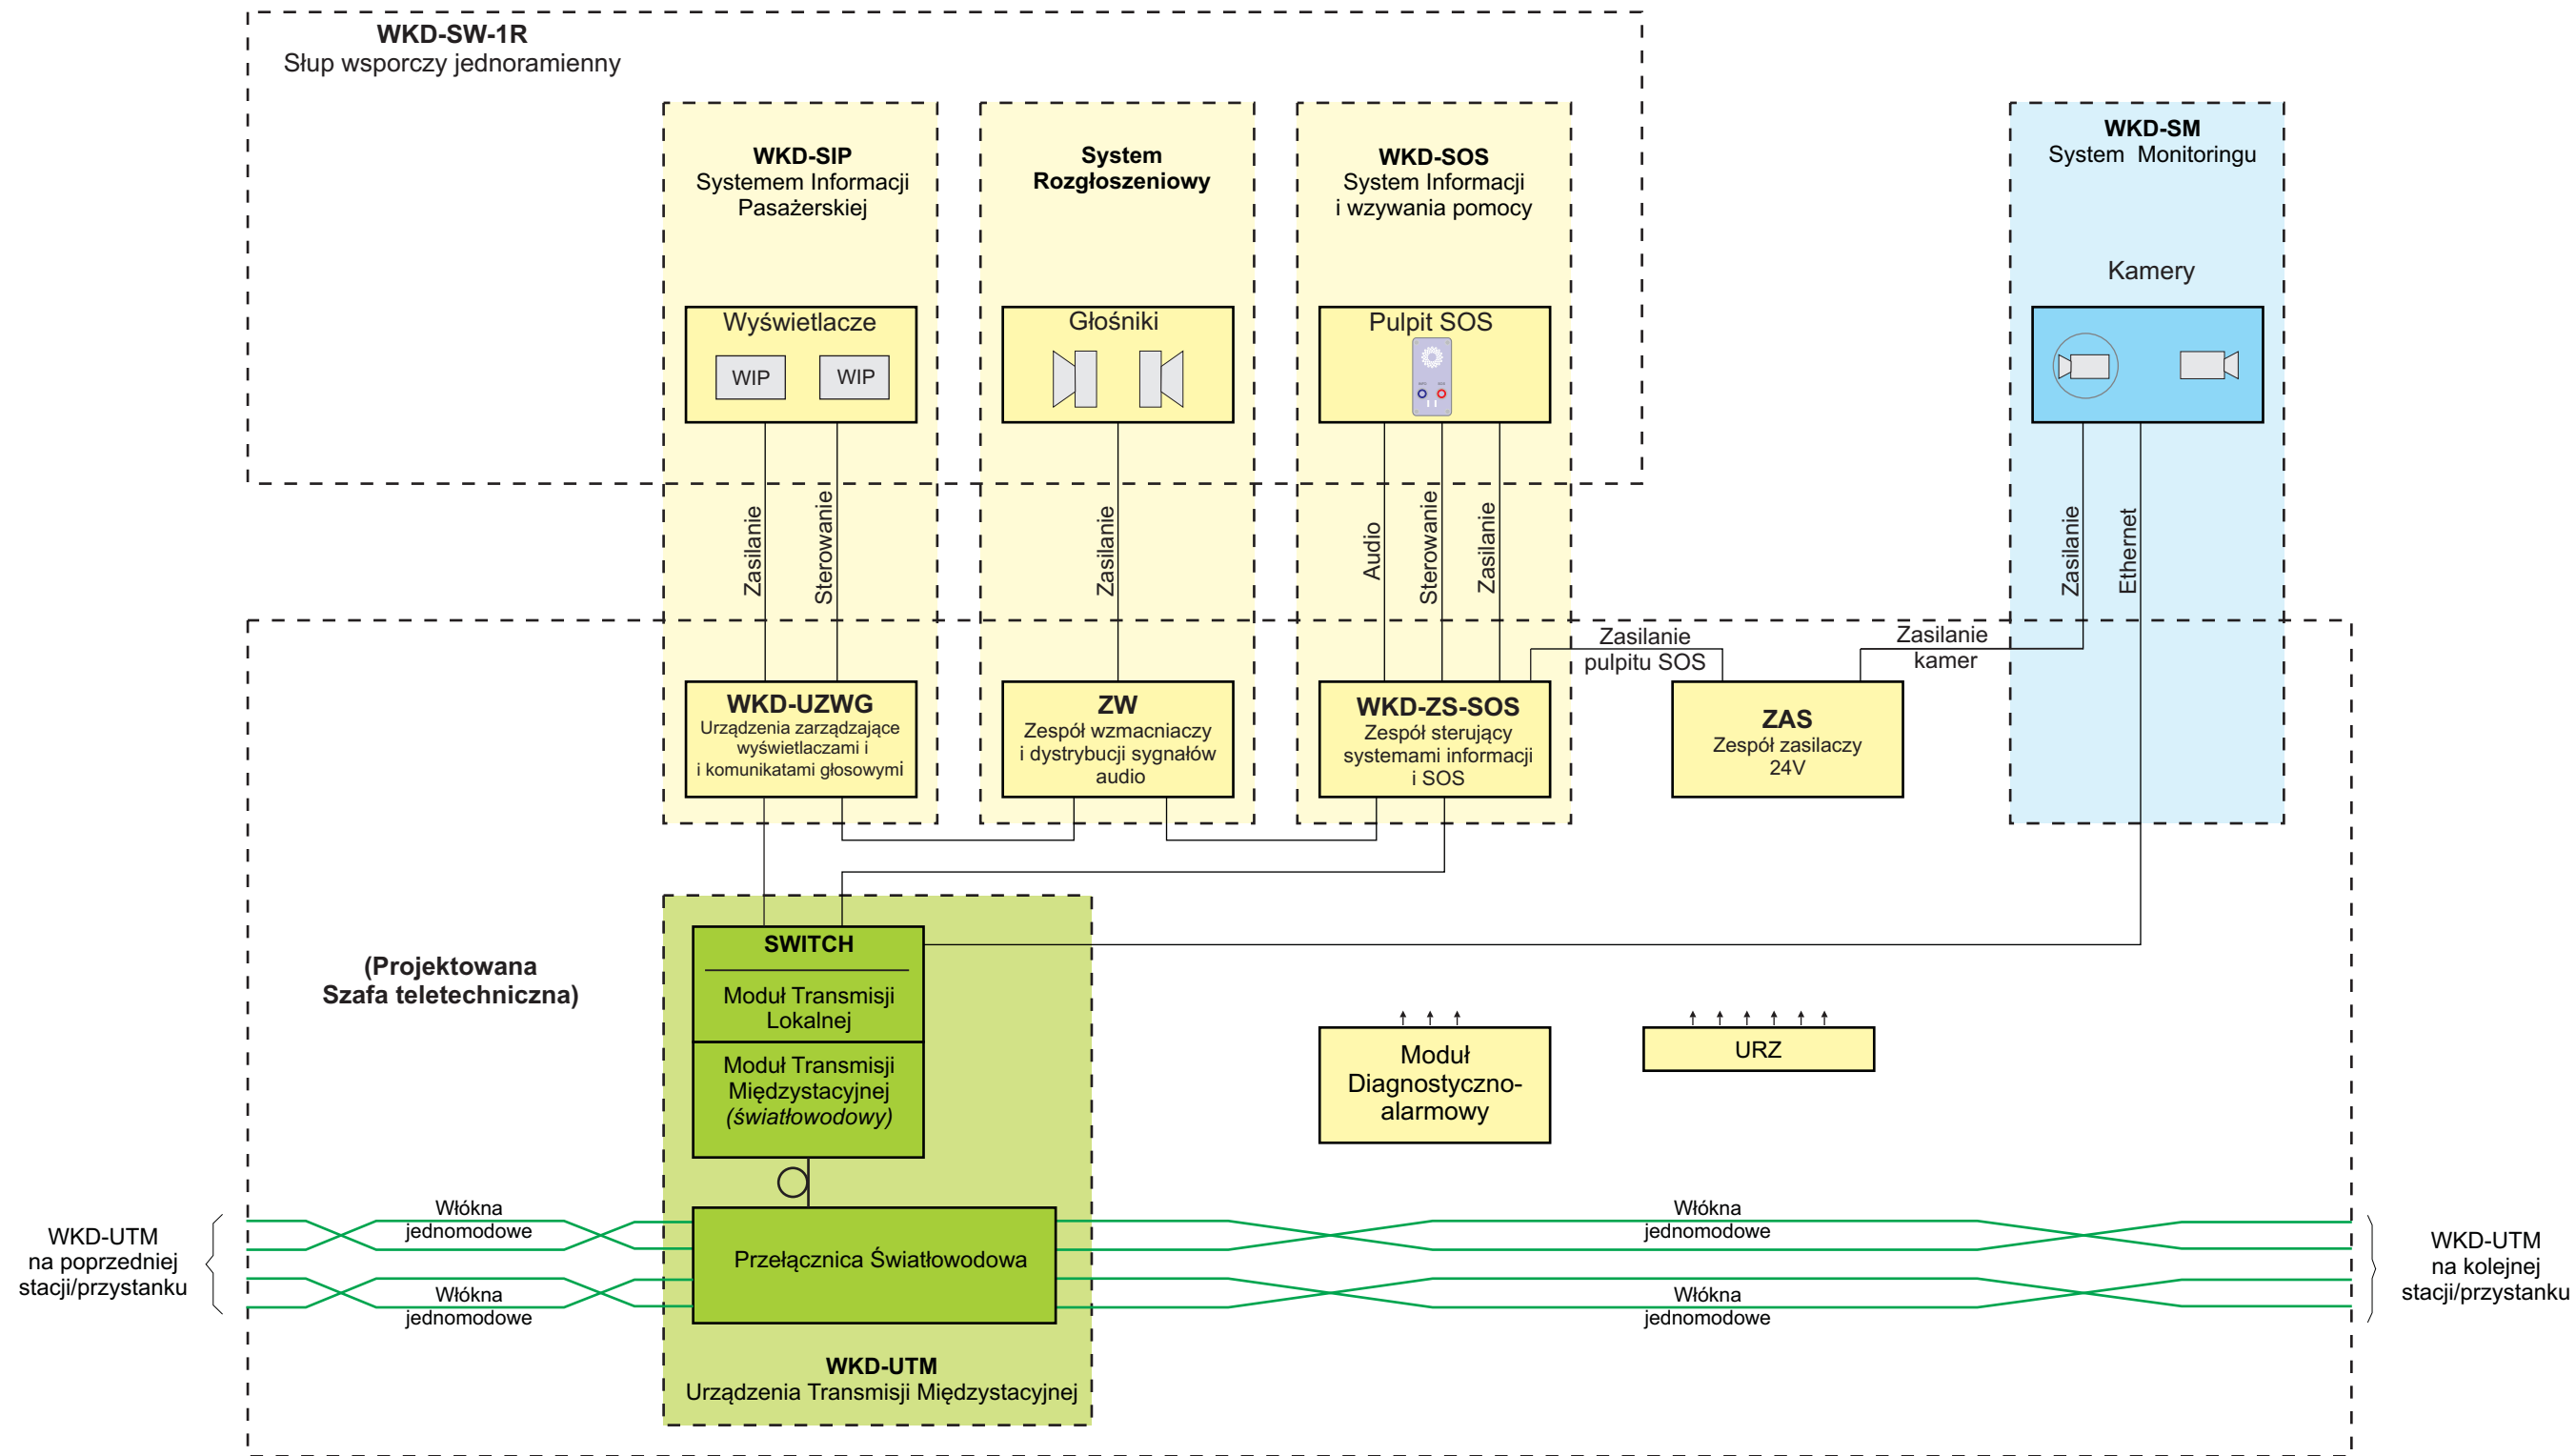 WKD-SW-1R
Słup wsporczy jednoramienny
WKD-SIP
Systemem Informacji
Pasażerskiej
System
Rozgłoszeniowy
WKD-SOS
System Informacji
i wzywania pomocy
WKD-SM
System Monitoringu
Kamery
Wyświetlacze
WIP
WIP
Głośniki
Pulpit SOS
Zasilanie
Sterowanie
Zasilanie
Audio
Sterowanie
Zasilanie
Zasilanie
Ethernet
Zasilanie
pulpitu SOS
Zasilanie
kamer
WKD-UZWG
Urządzenia zarządzające
wyświetlaczami i
i komunikatami głosowymi
ZW
Zespół wzmacniaczy
i dystrybucji sygnałów
audio
WKD-ZS-SOS
Zespół sterujący
systemami informacji
i SOS
ZAS
Zespół zasilaczy
24V
(Projektowana
Szafa teletechniczna)
SWITCH
Moduł Transmisji
Lokalnej
Moduł Transmisji
Międzystacyjnej
(światłowodowy)
Moduł
Diagnostyczno-
alarmowy
URZ
WKD-UTM
na poprzedniej
stacji/przystanku
Włókna
jednomodowe
Włókna
jednomodowe
Przełącznica Światłowodowa
Włókna
jednomodowe
Włókna
jednomodowe
WKD-UTM
na kolejnej
stacji/przystanku
WKD-UTM
Urządzenia Transmisji Międzystacyjnej